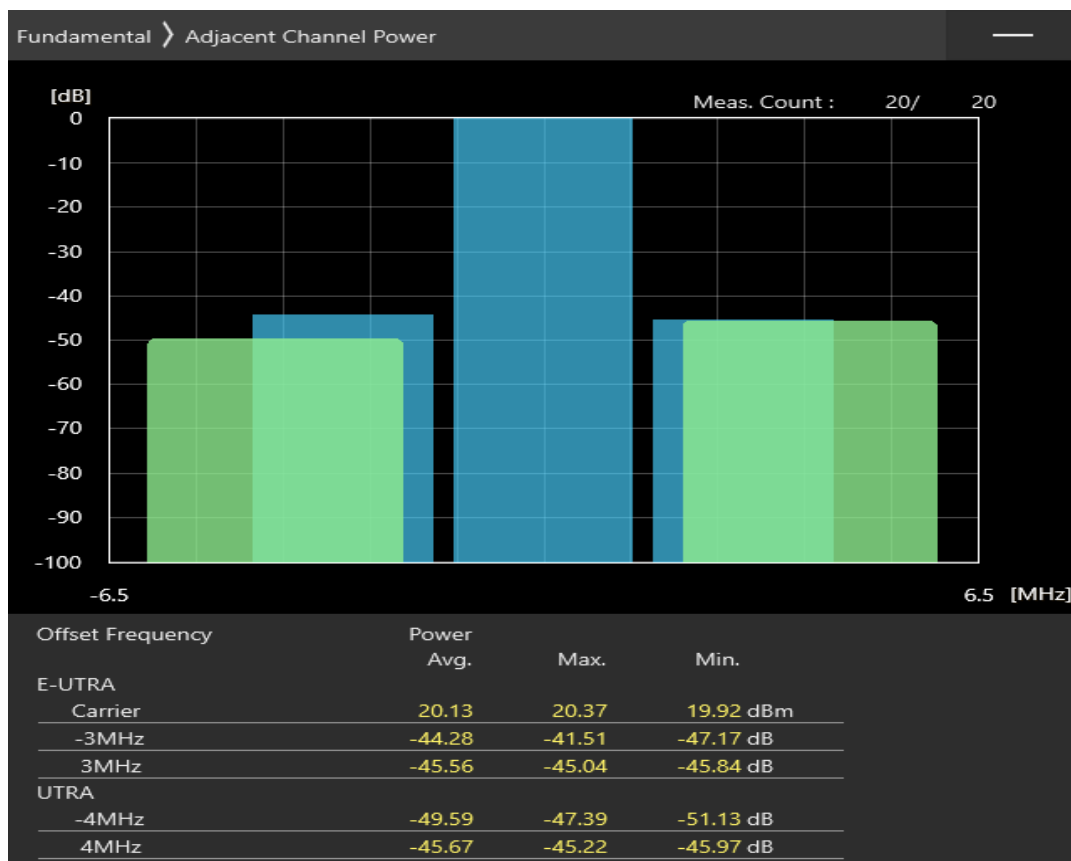 Fundamental ❯ Adjacent Channel Power
[dB]
Meas. Count : 20/ 20
0
-10
-20
-30
-40
-50
-60
-70
-80
-90
-100
-6.5 6.5 [MHz]
Offset Frequency Power
Avg. Max. Min.
E-UTRA
Carrier 20.13 20.37 19.92 dBm
-3MHz -44.28 -41.51 -47.17 dB
3MHz -45.56 -45.04 -45.84 dB
UTRA
-4MHz -49.59 -47.39 -51.13 dB
4MHz -45.67 -45.22 -45.97 dB